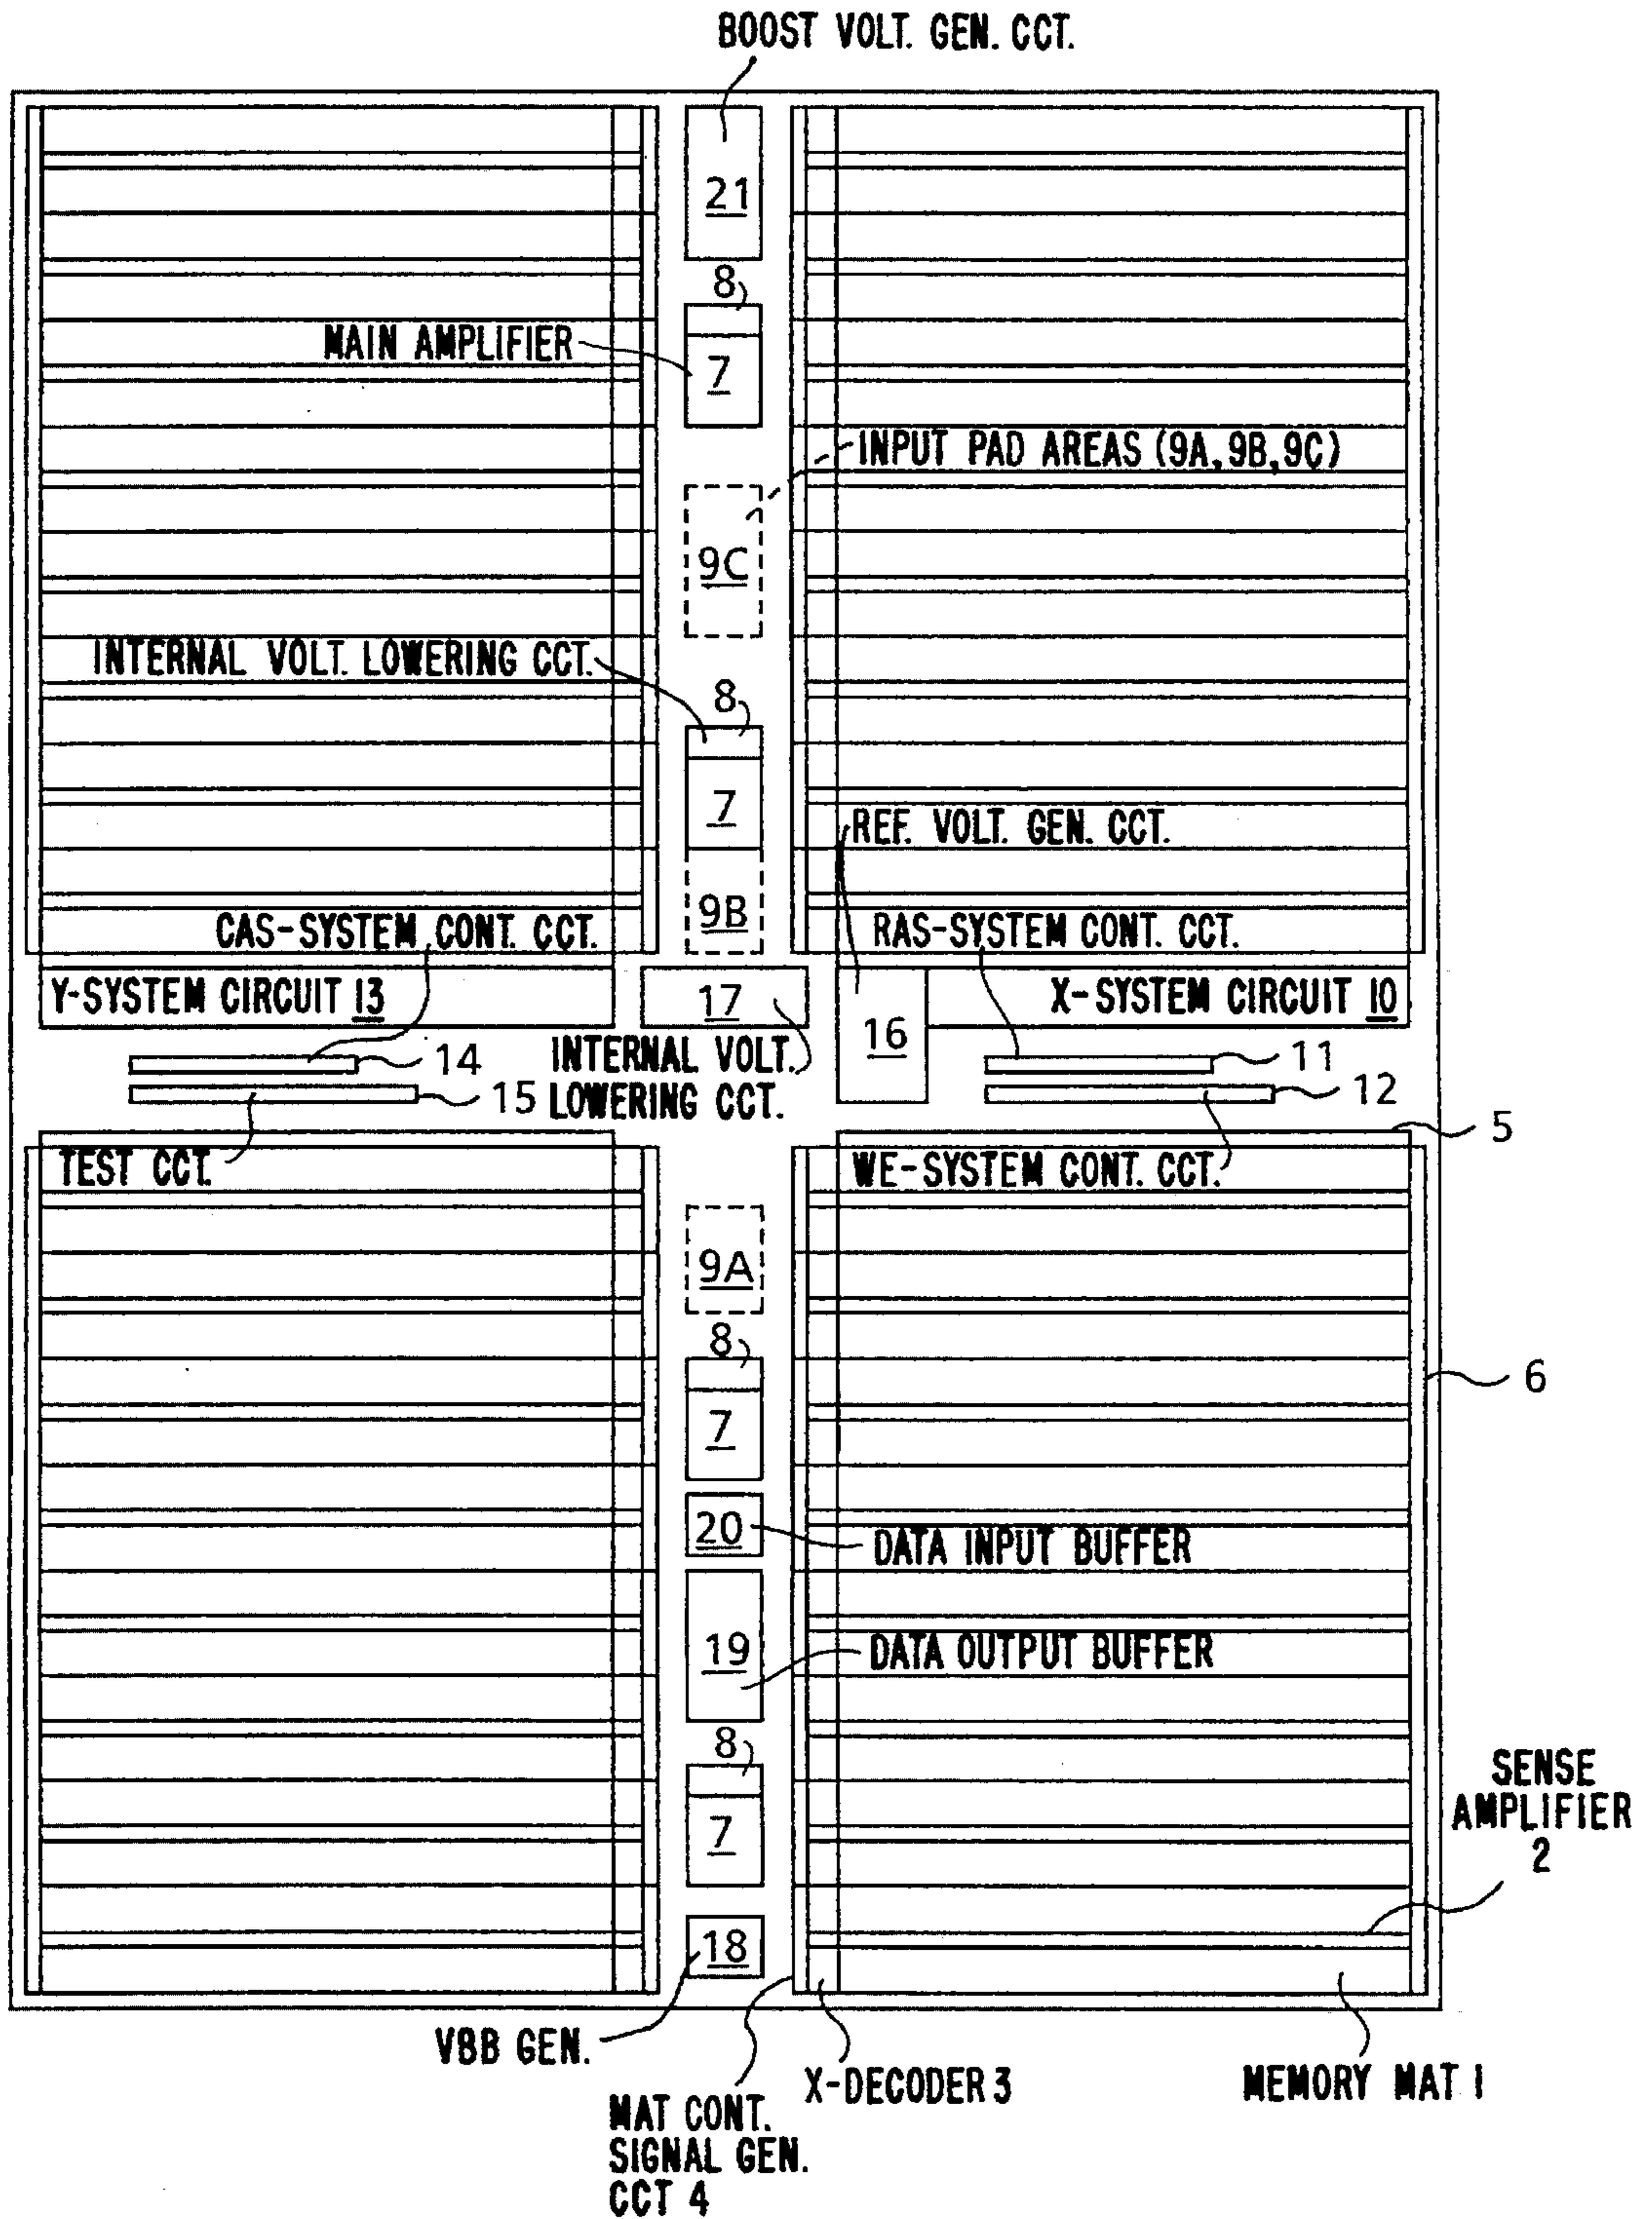 BOOST VOLT. GEN. CCT.
21
8
MAIN AMPLIFIER
7
INPUT PAD AREAS (9A,9B,9C)
9C
INTERNAL VOLT. LOWERING CCT.
8
7
REF. VOLT. GEN. CCT.
9B
CAS-SYSTEM CONT. CCT.
RAS-SYSTEM CONT. CCT.
Y-SYSTEM CIRCUIT 13
17
X-SYSTEM CIRCUIT 10
16
14
INTERNAL VOLT.
LOWERING CCT.
11
15
12
5
TEST CCT.
WE-SYSTEM CONT. CCT.
9A
8
6
7
20
DATA INPUT BUFFER
19
DATA OUTPUT BUFFER
8
7
SENSE
AMPLIFIER
2
18
VBB GEN.
X-DECODER 3
MEMORY MAT 1
MAT CONT.
SIGNAL GEN.
CCT 4